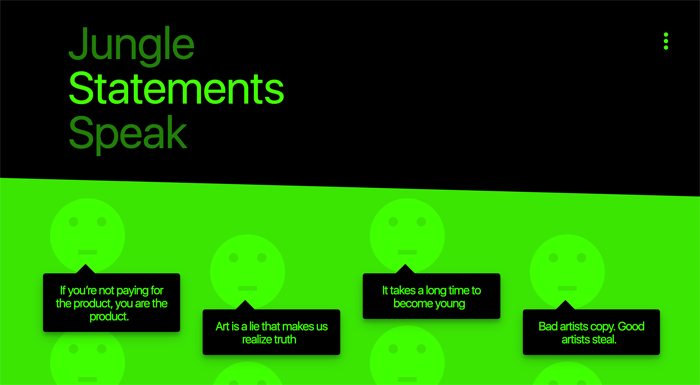 Jungle
Statements
Speak
If you're not paying for
the product, you are the
product.
Art is a lie that makes us
realize truth
It takes a long time to
become young
Bad artists copy. Good
artists steal.